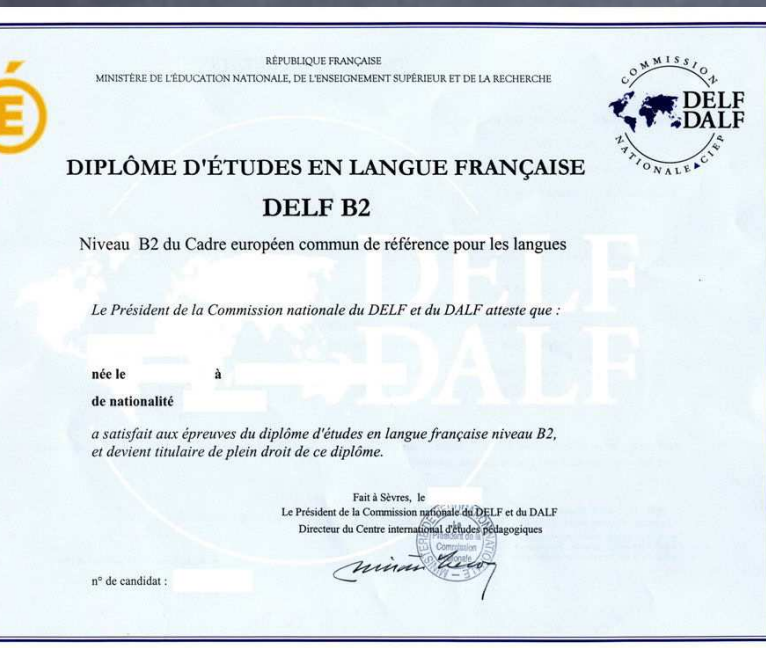 RÉPUBLIQUE FRANÇAISE
MINISTÈRE DE L'ÉDUCATION NATIONALE, DE L'ENSEIGNEMENT SUPÉRIEUR ET DE LA RECHERCHE
É
COMMISSION
DELF
DALF
NATIONALE CIEP
DIPLÔME D'ÉTUDES EN LANGUE FRANÇAISE
DELF B2
Niveau B2 du Cadre européen commun de référence pour les langues
DELF
DALF
Le Président de la Commission nationale du DELF et du DALF atteste que :
née le à
de nationalité
a satisfait aux épreuves du diplôme d'études en langue française niveau B2,
et devient titulaire de plein droit de ce diplôme.
Fait à Sèvres, le
Le Président de la Commission nationale du DELF et du DALF
Directeur du Centre international d'études pédagogiques
n° de candidat :